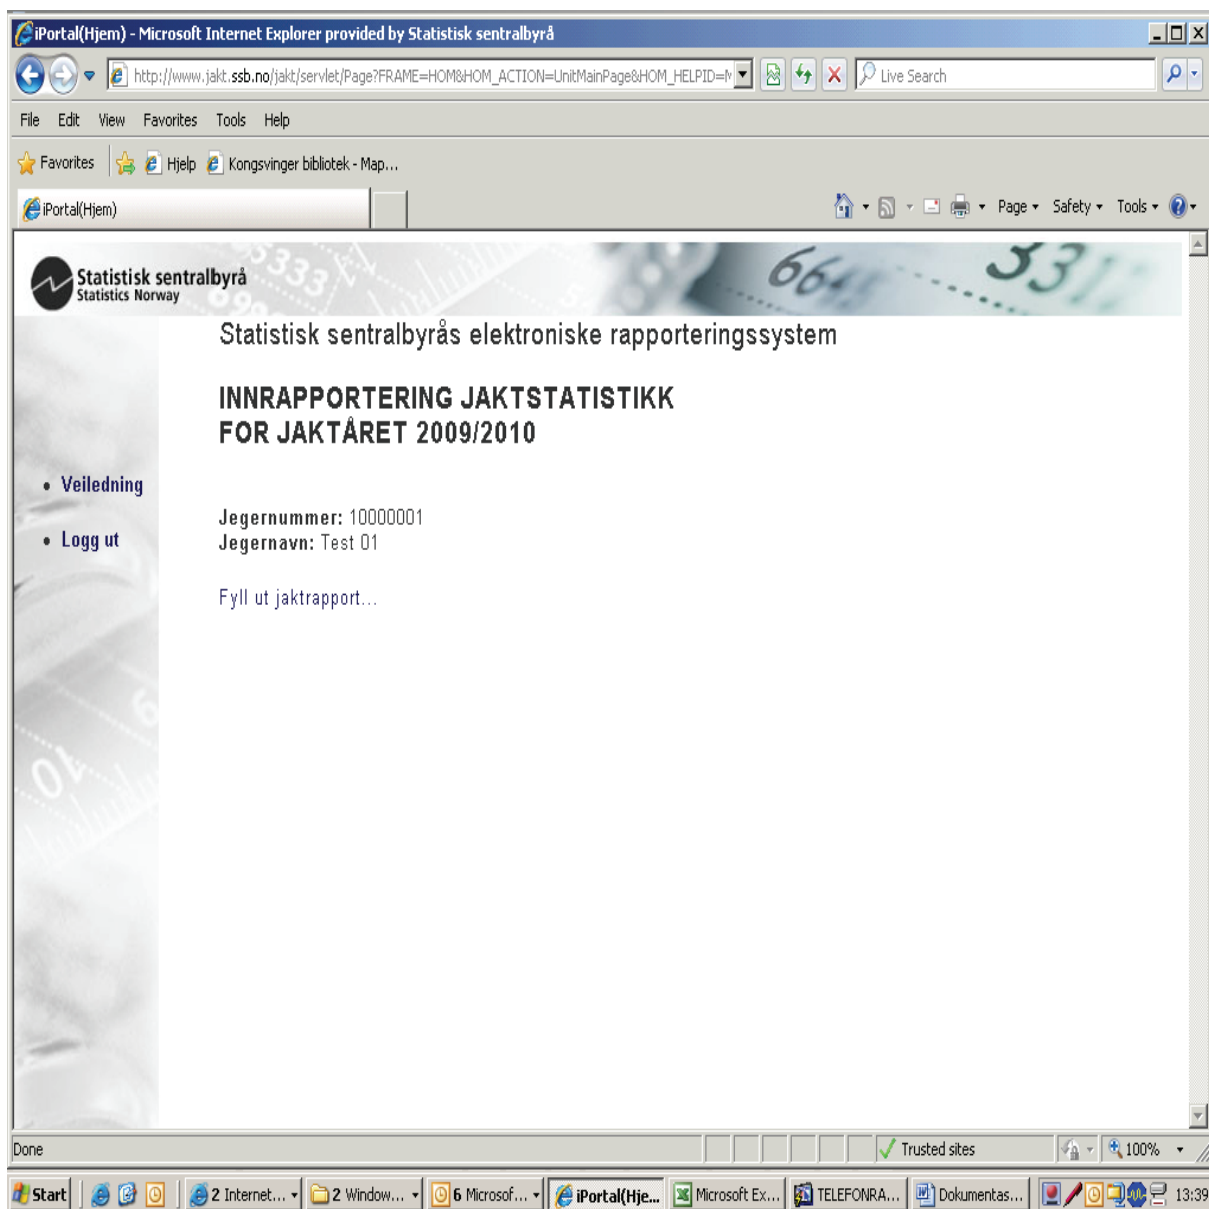 iPortal(Hjem) - Microsoft Internet Explorer provided by Statistisk sentralbyrå
http://www.jakt.ssb.no/jakt/servlet/Page?FRAME=HOM&HOM_ACTION=UnitMainPage&HOM_HELPID=
Live Search
File Edit View Favorites Tools Help
Favorites Hjelp Kongsvinger bibliotek - Map...
iPortal(Hjem) Page Safety Tools
Statistisk sentralbyrå
Statistics Norway
Statistisk sentralbyrås elektroniske rapporteringssystem
INNRAPPORTERING JAKTSTATISTIKK
FOR JAKTÅRET 2009/2010
• Veiledning
• Logg ut
Jegernummer: 10000001
Jegernavn: Test 01
Fyll ut jaktrapport...
Done Trusted sites 100%
Start 2 Internet... 2 Window... 6 Microsof... iPortal(Hje... Microsoft Ex... TELEFONRA... Dokumentas... 13:39